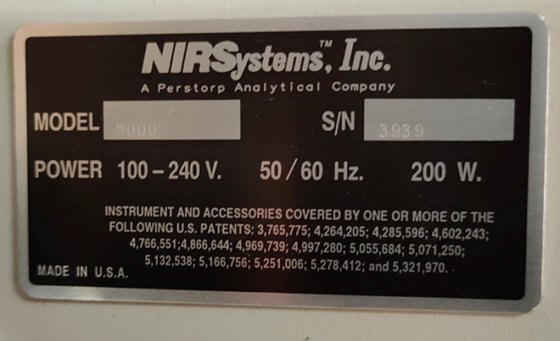 NIRSystems,™ Inc.
A Perstorp Analytical Company
MODEL 5000
S/N 3939
POWER 100-240 V. 50/60 Hz. 200 W.
INSTRUMENT AND ACCESSORIES COVERED BY ONE OR MORE OF THE
FOLLOWING U.S. PATENTS: 3,765,775; 4,264,205; 4,285,596; 4,602,243;
4,766,551;4,866,644; 4,969,739; 4,997,280; 5,055,684; 5,071,250;
5,132,538; 5,166,756; 5,251,006; 5,278,412; and 5,321,970.
MADE IN U.S.A.